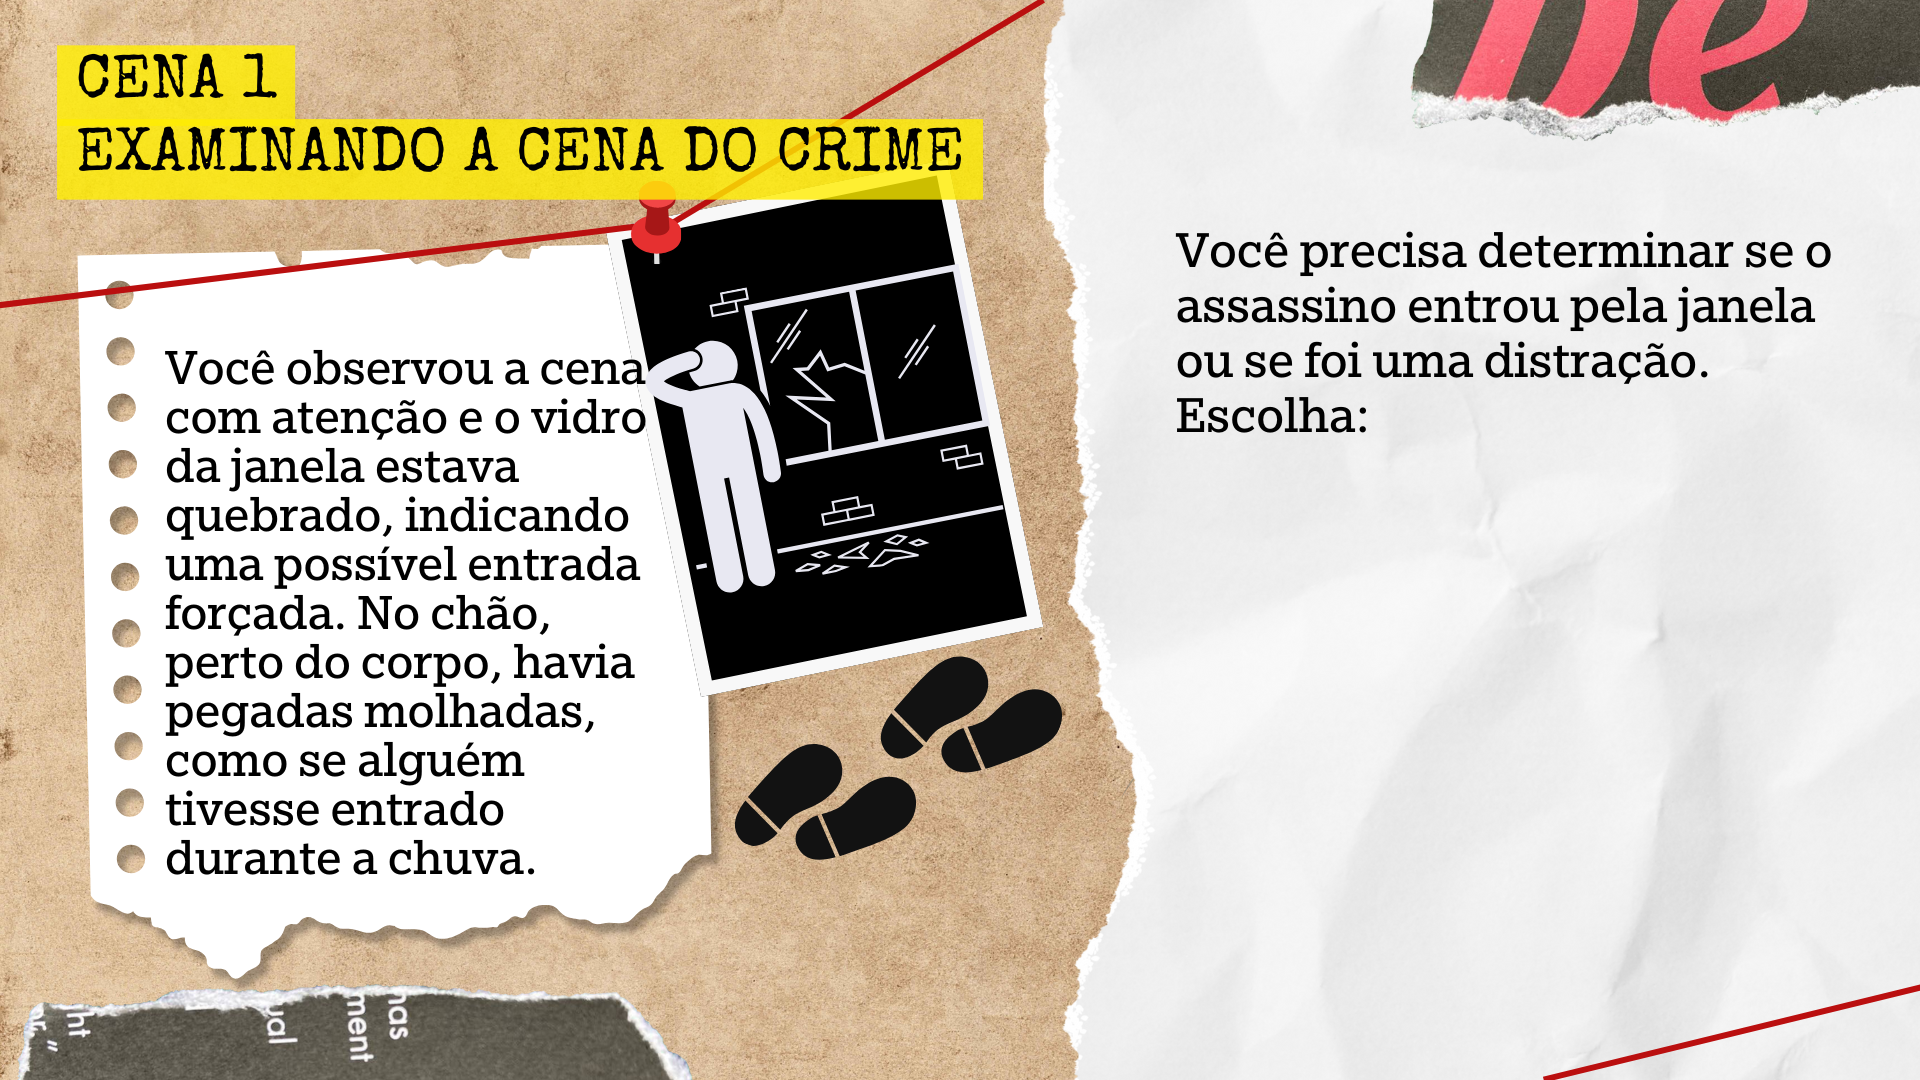 CENA 1
EXAMINANDO A CENA DO CRIME
Você observou a cena
com atenção e o vidro
da janela estava
quebrado, indicando
uma possível entrada
forçada. No chão,
perto do corpo, havia
pegadas molhadas,
como se alguém
tivesse entrado
durante a chuva.
Você precisa determinar se o
assassino entrou pela janela
ou se foi uma distração.
Escolha: